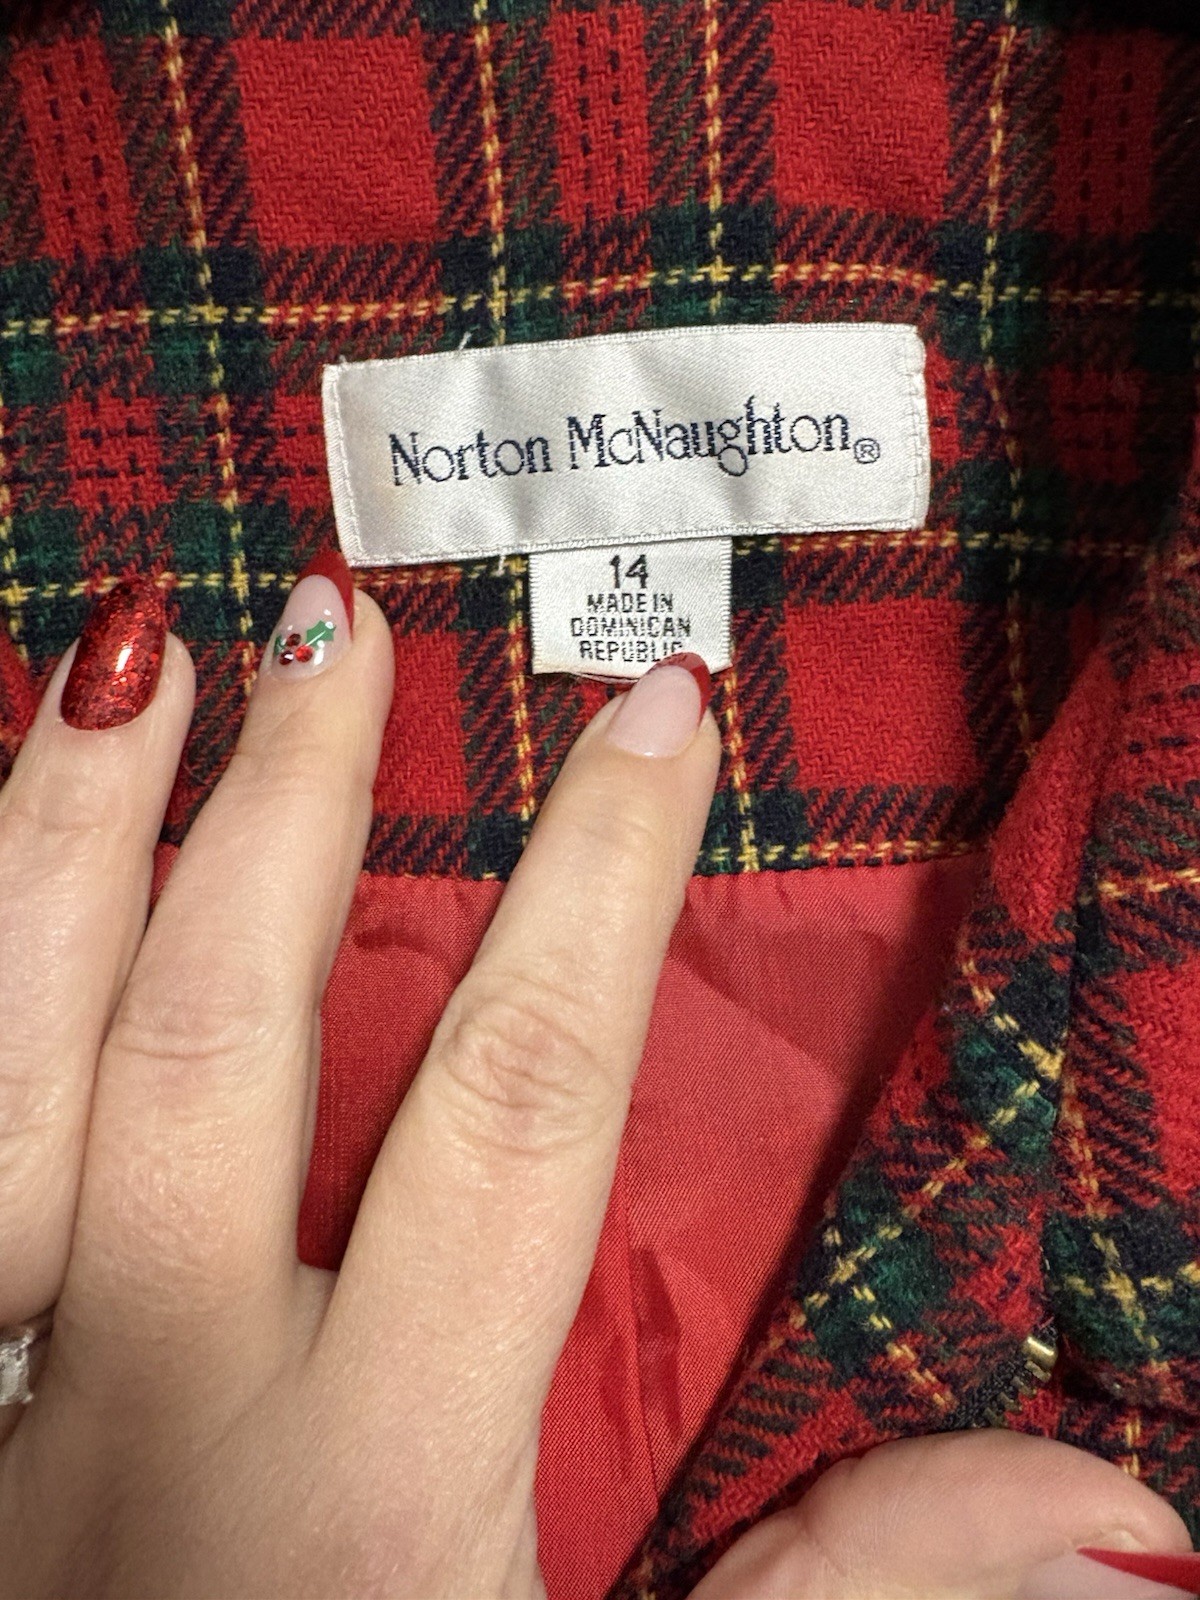 Norton McNaughton®
14
MADE IN
DOMINICAN
REPUBLIC